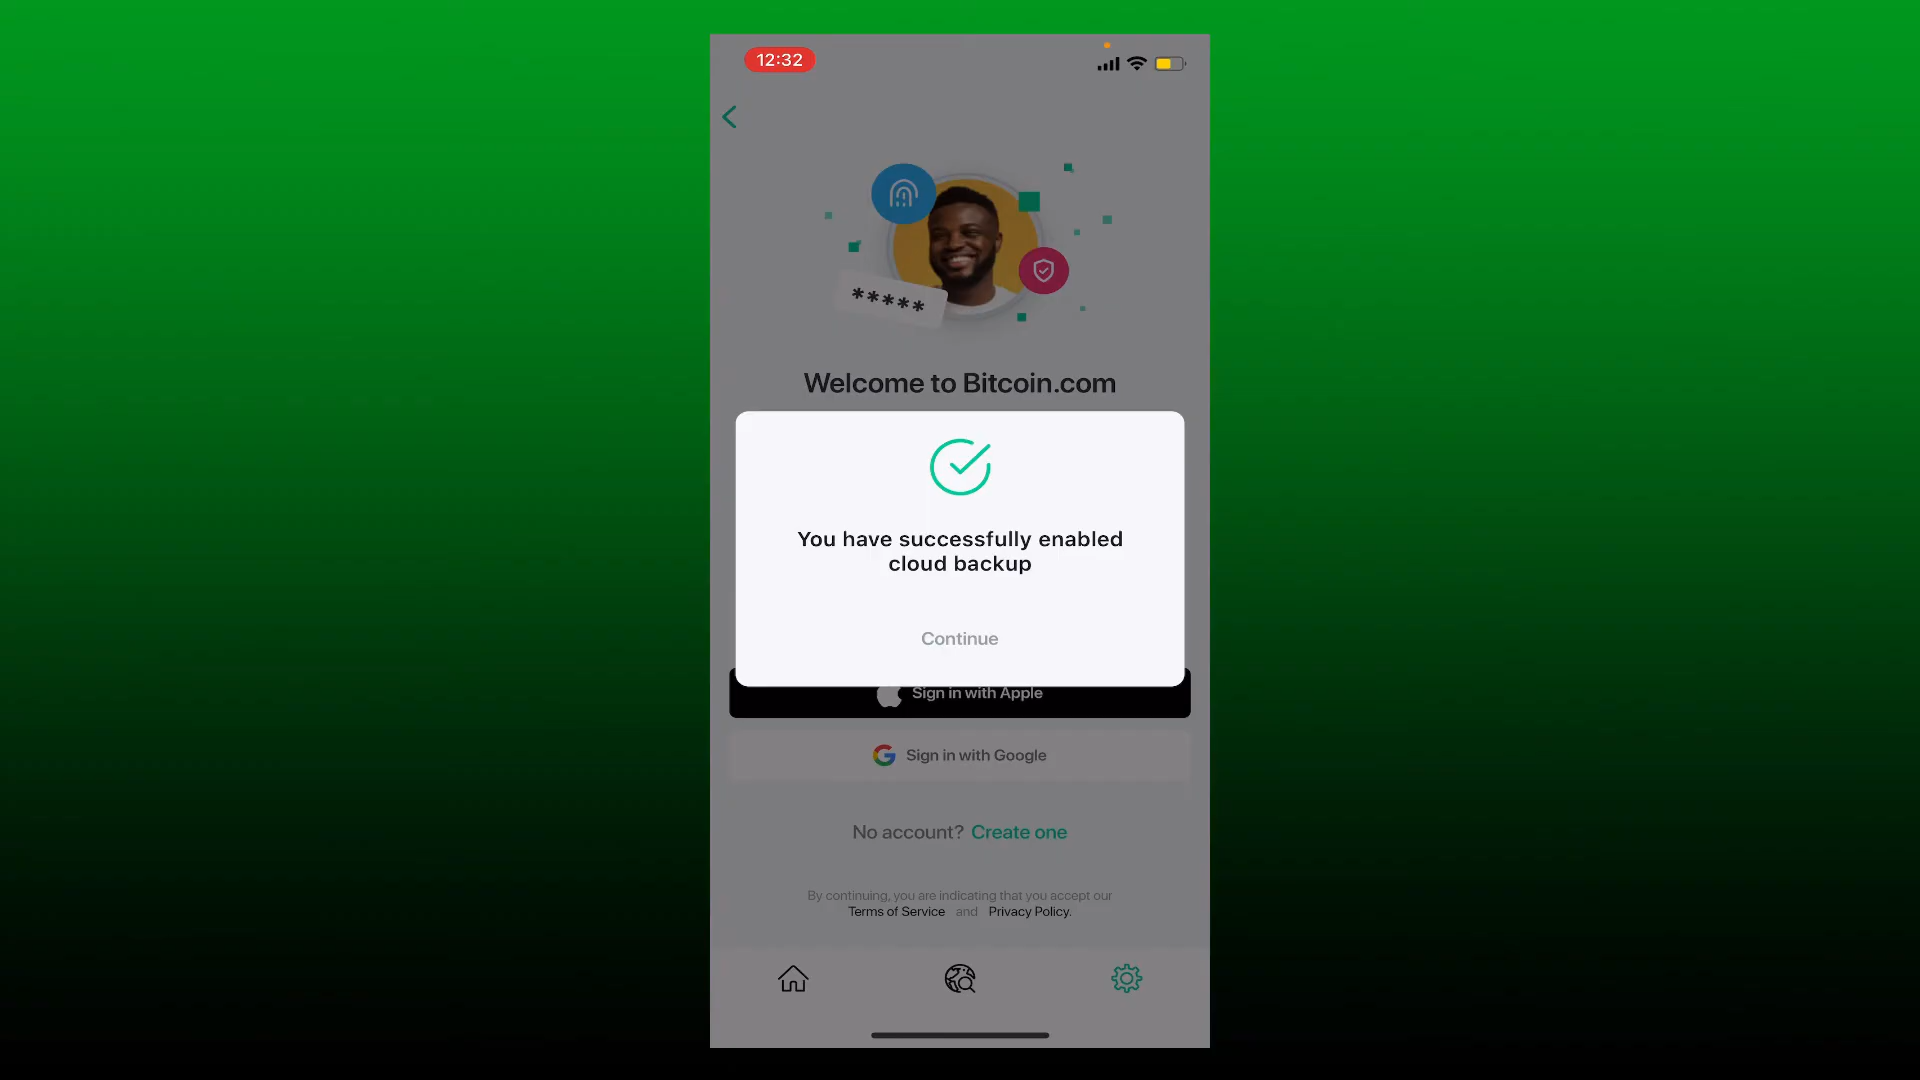 12:32
*****
Welcome to Bitcoin.com
You have successfully enabled
cloud backup
Continue
Sign in with Apple
Sign in with Google
No account? Create one
By continuing, you are indicating that you accept our
Terms of Service and Privacy Policy.